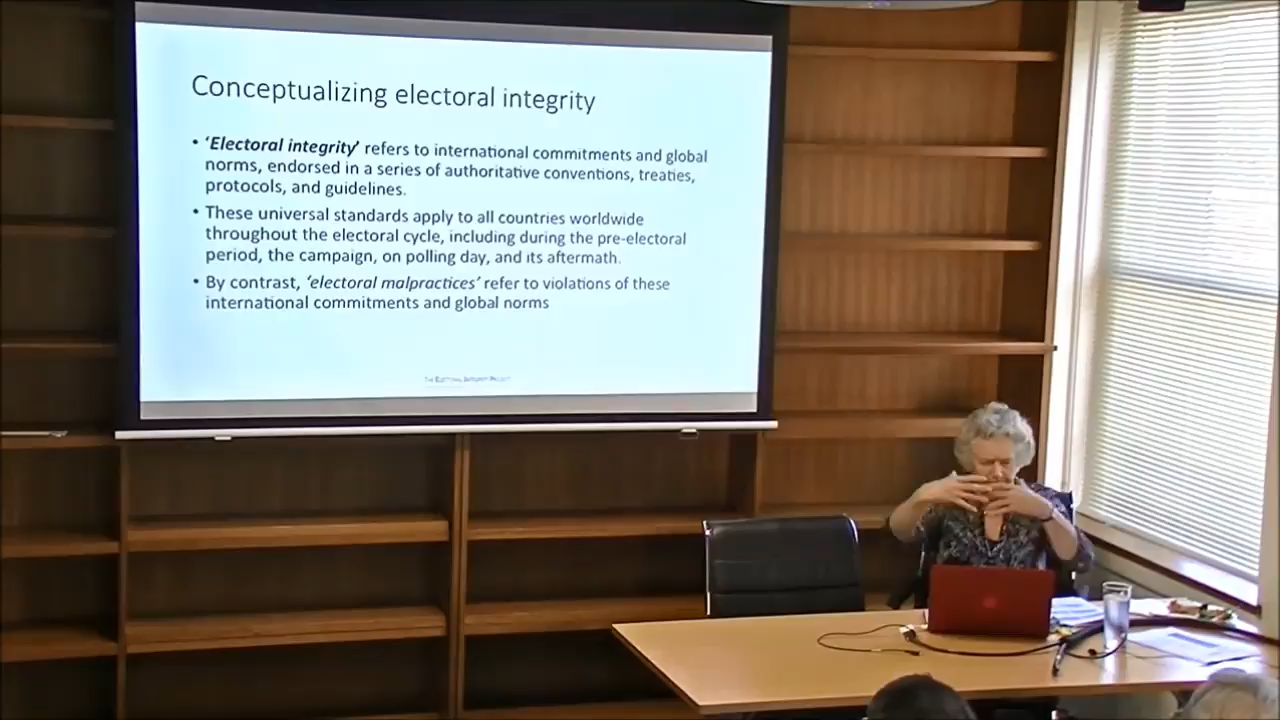 Conceptualizing electoral integrity
• ‘Electoral integrity’ refers to international commitments and global
norms, endorsed in a series of authoritative conventions, treaties,
protocols, and guidelines.
• These universal standards apply to all countries worldwide
throughout the electoral cycle, including during the pre-electoral
period, the campaign, on polling day, and its aftermath.
• By contrast, ‘electoral malpractices’ refer to violations of these
international commitments and global norms
THE ELECTORAL INTEGRITY PROJECT